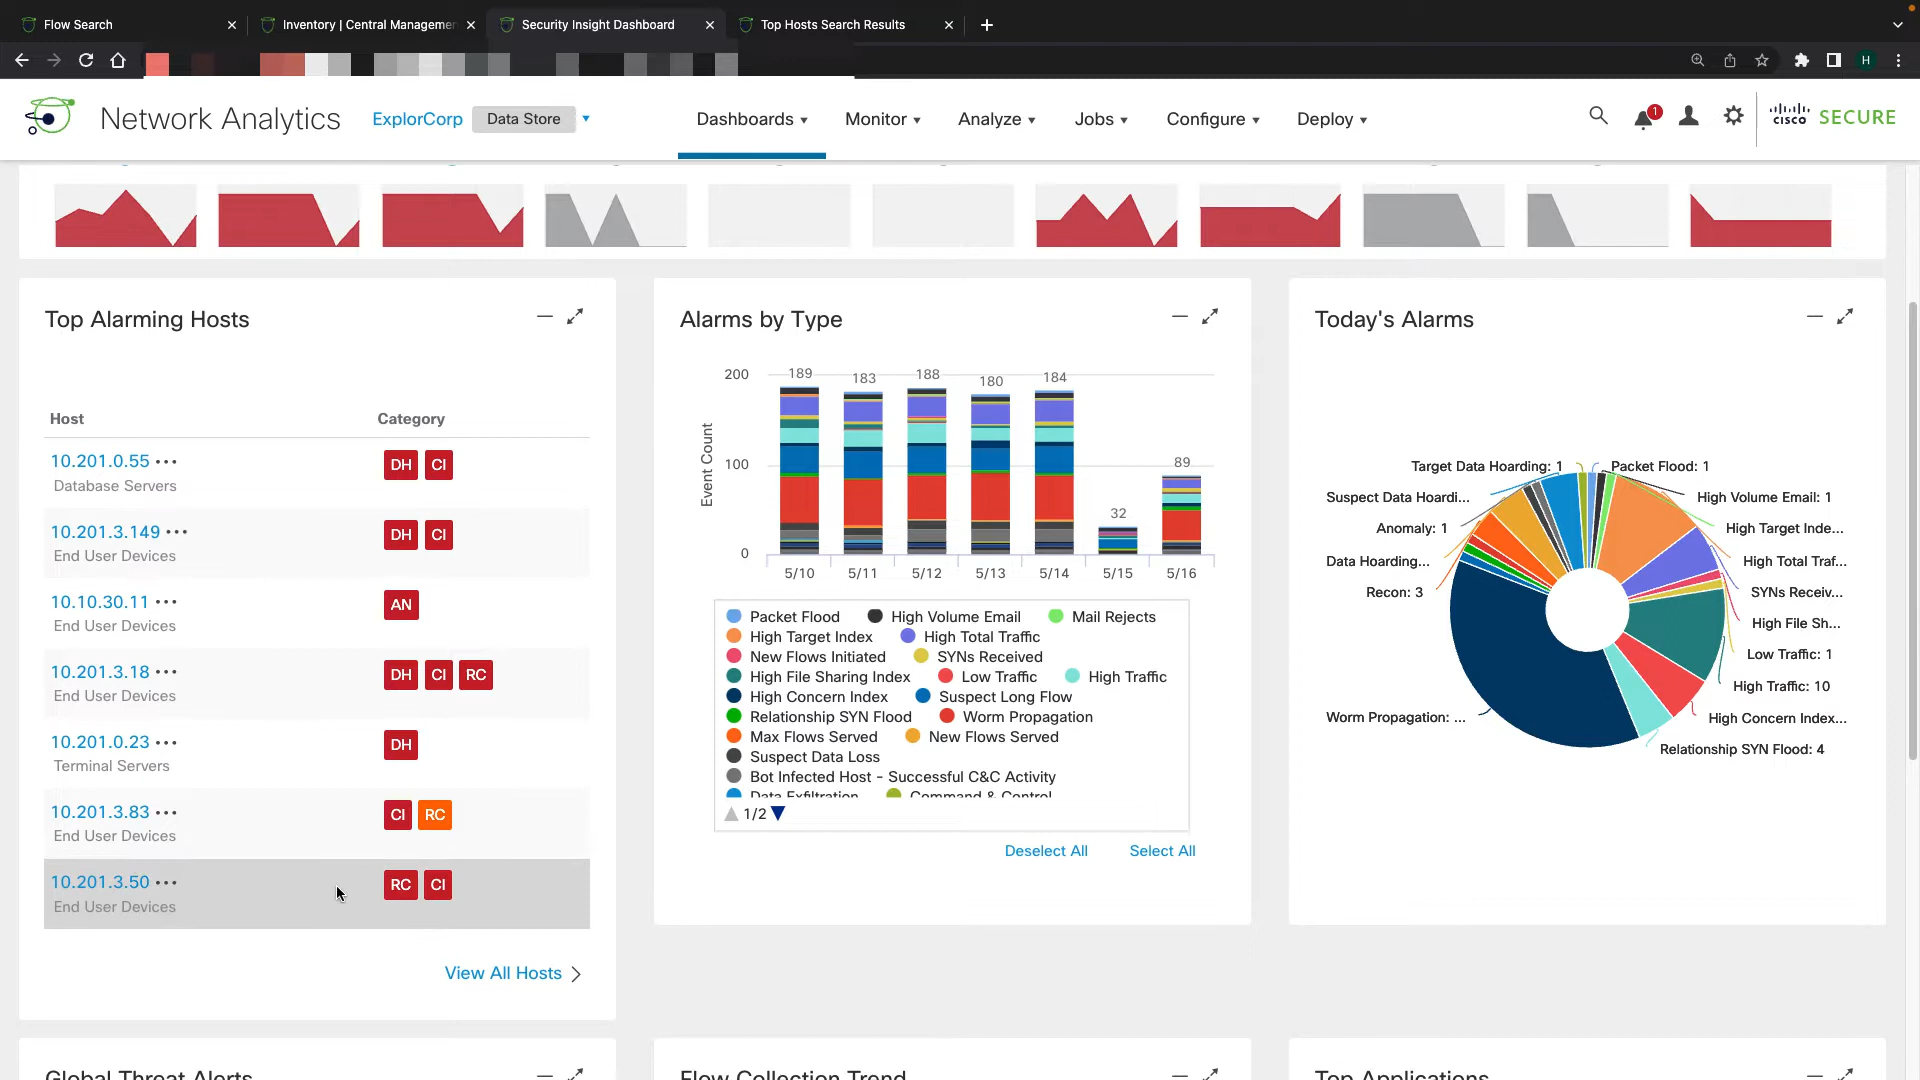 Flow Search
Inventory | Central Managemen
Security Insight Dashboard
Top Hosts Search Results
H
Network Analytics
ExplorCorp
Data Store
Dashboards
Monitor
Analyze
Jobs
Configure
Deploy
1
cisco SECURE
Top Alarming Hosts
Host Category
10.201.0.55 ••• DH CI
Database Servers
10.201.3.149 ••• DH CI
End User Devices
10.10.30.11 ••• AN
End User Devices
10.201.3.18 ••• DH CI RC
End User Devices
10.201.0.23 ••• DH
Terminal Servers
10.201.3.83 ••• CI RC
End User Devices
10.201.3.50 ••• RC CI
End User Devices
View All Hosts
Alarms by Type
Event Count
200
100
0
189
183
188
180
184
32
89
5/10 5/11 5/12 5/13 5/14 5/15 5/16
Packet Flood High Volume Email Mail Rejects
High Target Index High Total Traffic
New Flows Initiated SYNs Received
High File Sharing Index Low Traffic High Traffic
High Concern Index Suspect Long Flow
Relationship SYN Flood Worm Propagation
Max Flows Served New Flows Served
Suspect Data Loss
Bot Infected Host - Successful C&C Activity
Data Exfiltration Command & Control
1/2
Deselect All Select All
Today's Alarms
Target Data Hoarding: 1
Packet Flood: 1
Suspect Data Hoardi...
High Volume Email: 1
Anomaly: 1
High Target Inde...
Data Hoarding...
High Total Traf...
Recon: 3
SYNs Receiv...
High File Sh...
Low Traffic: 1
High Traffic: 10
Worm Propagation: ...
High Concern Index...
Relationship SYN Flood: 4
Global Threat Alerts
Flow Collection Trend
Top Applications